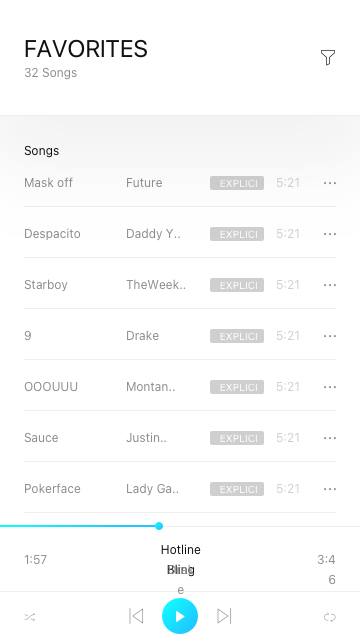 FAVORITES
32 Songs
Songs
Mask off Future EXPLICI 5:21
Despacito Daddy Y.. EXPLICI 5:21
Starboy TheWeek.. EXPLICI 5:21
9 Drake EXPLICI 5:21
OOOUUU Montan.. EXPLICI 5:21
Sauce Justin.. EXPLICI 5:21
Pokerface Lady Ga.. EXPLICI 5:21
1:57 Hotline 3:4
Bling 6
e